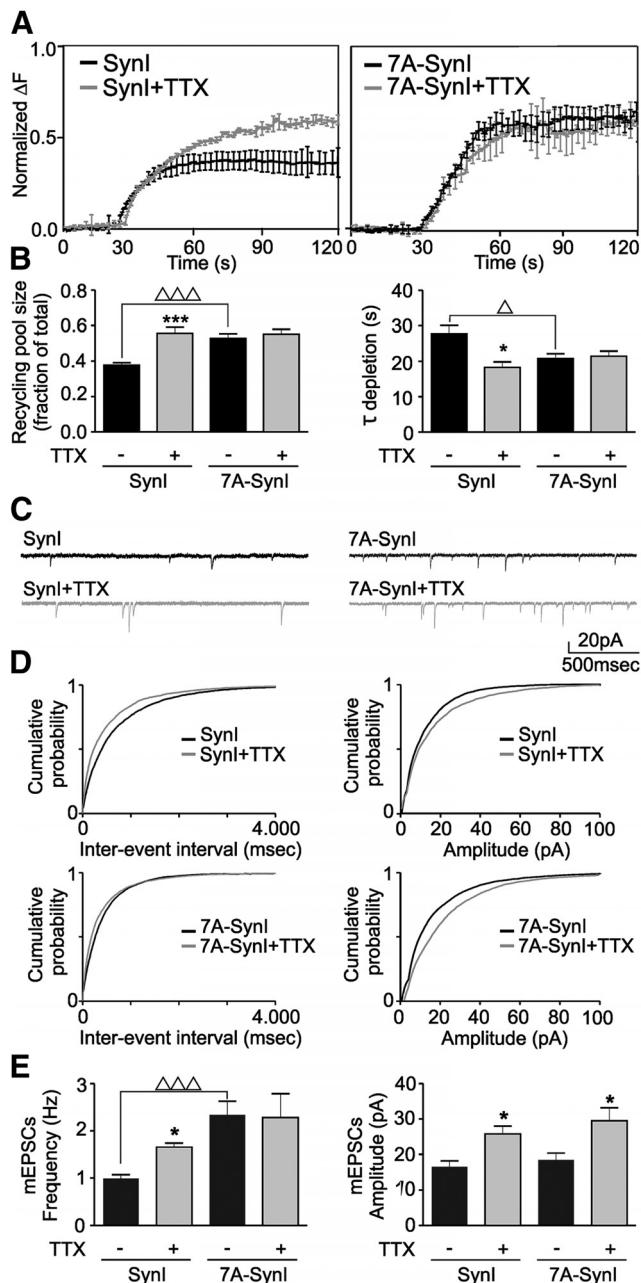 A
SynI
SynI+TTX
7A-SynI
7A-SynI+TTX
Normalized ΔF
1.0
0.5
0.0
0 30 60 90 120
Time (s)
0 30 60 90 120
Time (s)
B
Recycling pool size
(fraction of total)
0.8
0.6
0.4
0.2
0.0
△△△
***
TTX - + - +
SynI 7A-SynI
τ depletion (s)
40
30
20
10
0
△
*
TTX - + - +
SynI 7A-SynI
C
SynI
7A-SynI
SynI+TTX
7A-SynI+TTX
20pA
500msec
D
Cumulative
probability
1
0
SynI
SynI+TTX
0 4.000
Inter-event interval (msec)
Cumulative
probability
1
0
SynI
SynI+TTX
0 20 40 60 80 100
Amplitude (pA)
Cumulative
probability
1
0
7A-SynI
7A-SynI+TTX
0 4.000
Inter-event interval (msec)
Cumulative
probability
1
0
7A-SynI
7A-SynI+TTX
0 20 40 60 80 100
Amplitude (pA)
E
mEPSCs
Frequency (Hz)
3
2
1
0
△△△
*
TTX - + - +
SynI 7A-SynI
mEPSCs
Amplitude (pA)
40
30
20
10
0
*
*
TTX - + - +
SynI 7A-SynI